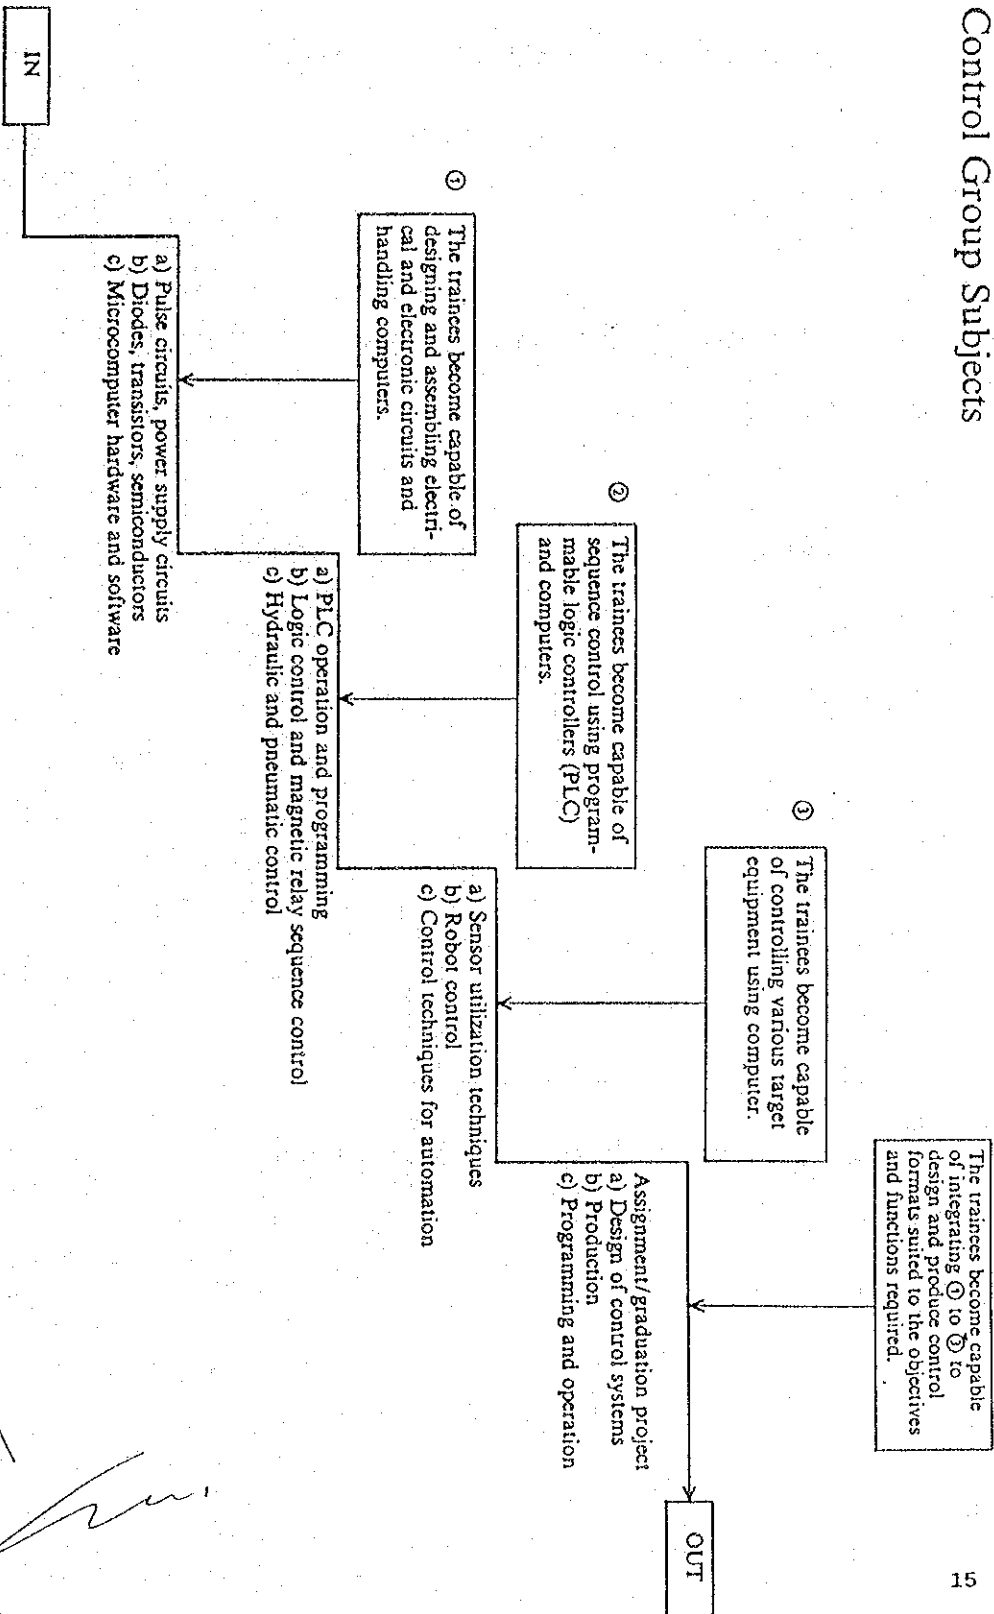 Control Group Subjects
IN
①
The trainees become capable of
designing and assembling electri-
cal and electronic circuits and
handling computers.
a) Pulse circuits, power supply circuits
b) Diodes, transistors, semiconductors
c) Microcomputer hardware and software
②
The trainees become capable of
sequence control using program-
mable logic controllers (PLC)
and computers.
a) PLC operation and programming
b) Logic control and magnetic relay sequence control
c) Hydraulic and pneumatic control
③
The trainees become capable
of controlling various target
equipment using computer.
a) Sensor utilization techniques
b) Robot control
c) Control techniques for automation
The trainees become capable
of integrating ① to ③ to
design and produce control
formats suited to the objectives
and functions required.
Assignment/graduation project
a) Design of control systems
b) Production
c) Programming and operation
OUT
15